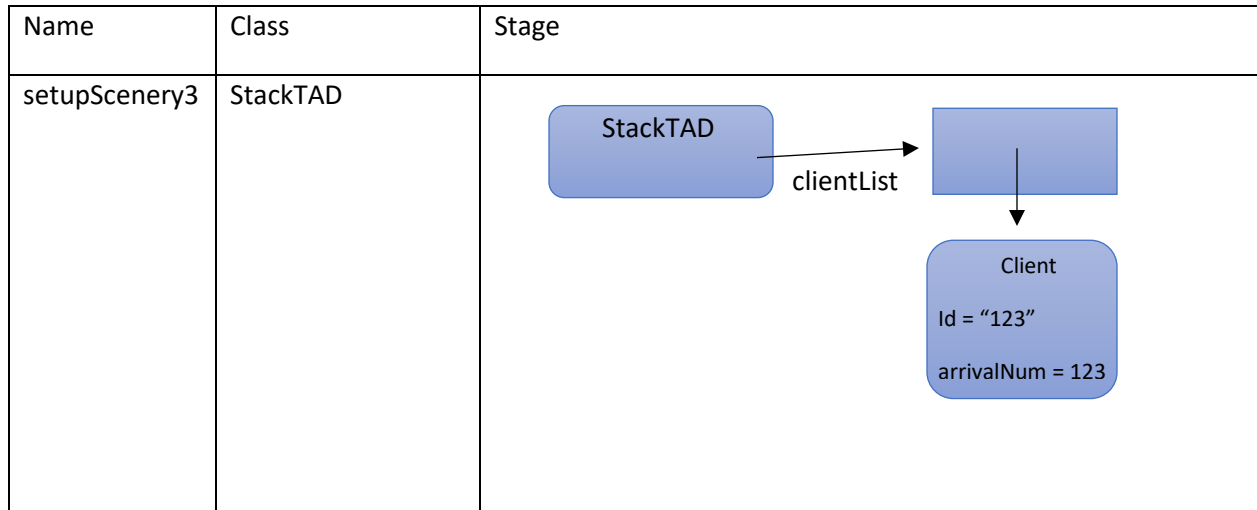 Name Class Stage
setupScenery3 StackTAD
StackTAD
clientList
Client
Id = “123”
arrivalNum = 123